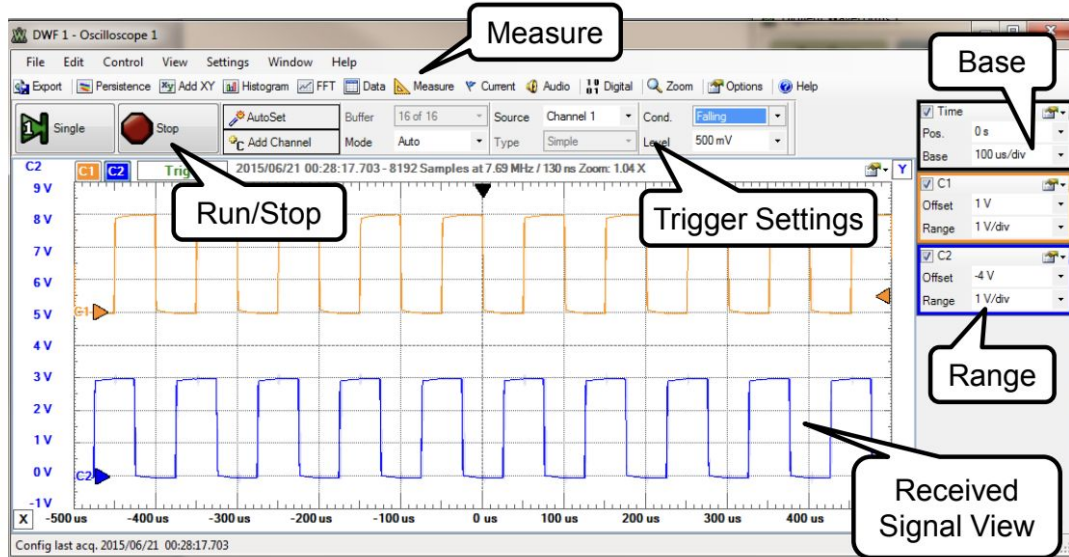 DWF 1 - Oscilloscope 1
Measure
File Edit Control View Settings Window Help
Export Persistence Add XY Histogram FFT Data Measure Current Audio Digital Zoom Options Help
Base
Single
Stop
AutoSet
Add Channel
Buffer 16 of 16 Source Channel 1 Cond. Falling
Mode Auto Type Simple Level 500 mV
Time
Pos. 0 s
Base 100 us/div
C1
Offset 1 V
Range 1 V/div
C2
Offset -4 V
Range 1 V/div
C2 C1 C2 Trig 2015/06/21 00:28:17.703 - 8192 Samples at 7.69 MHz / 130 ns Zoom: 1.04 X Y
Run/Stop
Trigger Settings
Range
Received
Signal View
9 V
8 V
7 V
6 V
5 V
C1
4 V
3 V
2 V
1 V
0 V
C2
-1 V
X -500 us -400 us -300 us -200 us -100 us 0 us 100 us 200 us 300 us 400 us
Config last acq. 2015/06/21 00:28:17.703